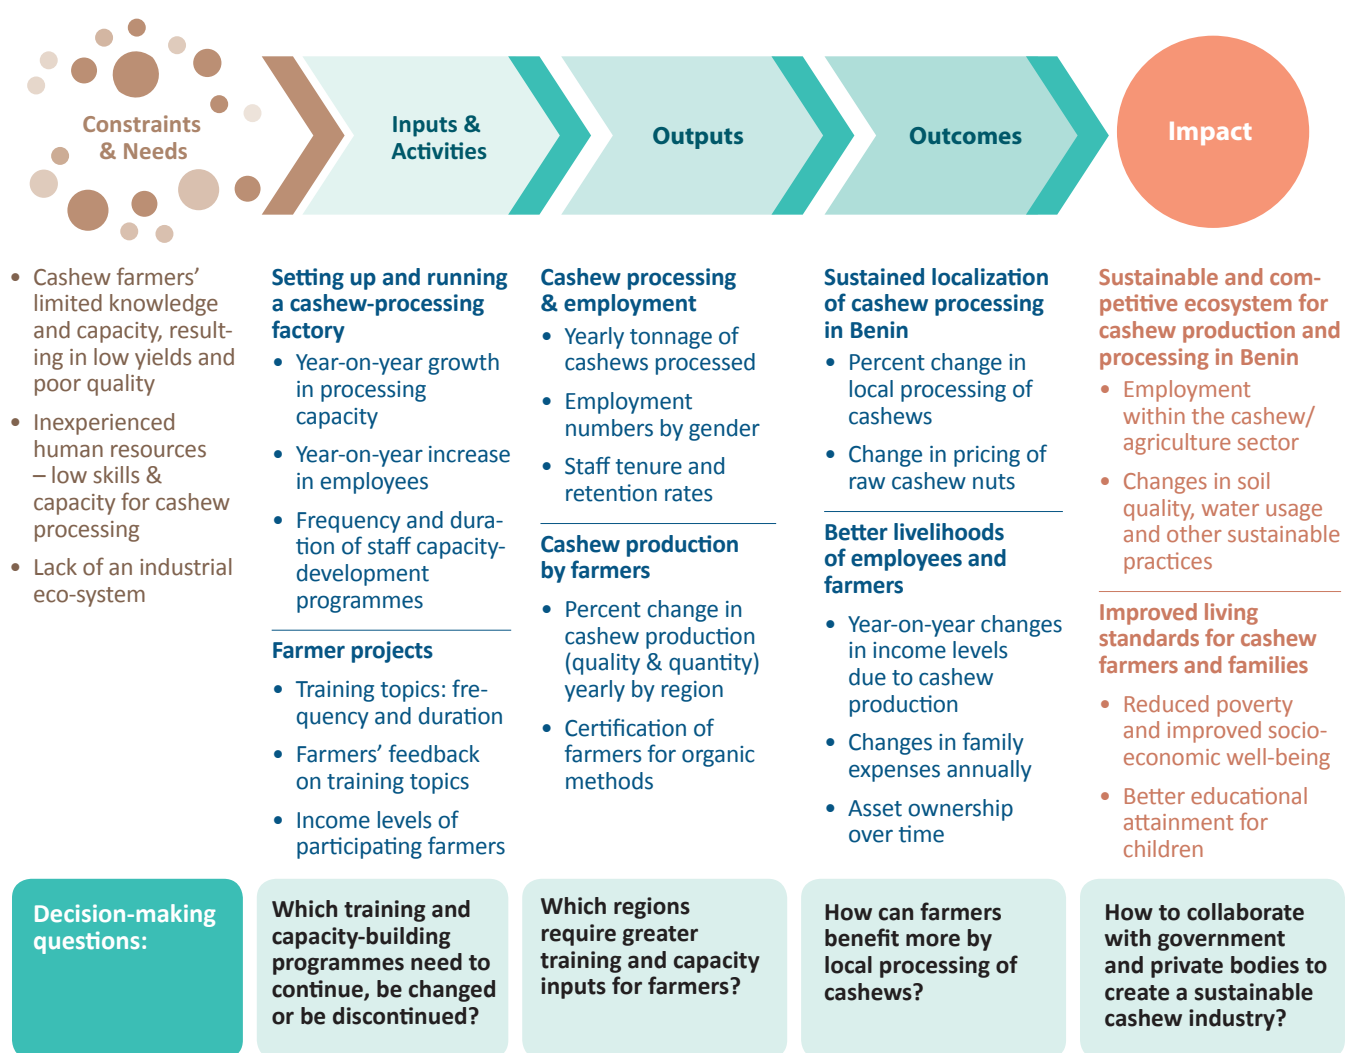 Constraints
& Needs
Inputs &
Activities
Outputs
Outcomes
Impact
• Cashew farmers’
limited knowledge
and capacity, result-
ing in low yields and
poor quality
• Inexperienced
human resources
– low skills &
capacity for cashew
processing
• Lack of an industrial
eco-system
Setting up and running
a cashew-processing
factory
• Year-on-year growth
in processing
capacity
• Year-on-year increase
in employees
• Frequency and dura-
tion of staff capacity-
development
programmes
Farmer projects
• Training topics: fre-
quency and duration
• Farmers’ feedback
on training topics
• Income levels of
participating farmers
Cashew processing
& employment
• Yearly tonnage of
cashews processed
• Employment
numbers by gender
• Staff tenure and
retention rates
Cashew production
by farmers
• Percent change in
cashew production
(quality & quantity)
yearly by region
• Certification of
farmers for organic
methods
Sustained localization
of cashew processing
in Benin
• Percent change in
local processing of
cashews
• Change in pricing of
raw cashew nuts
Better livelihoods
of employees and
farmers
• Year-on-year changes
in income levels
due to cashew
production
• Changes in family
expenses annually
• Asset ownership
over time
Sustainable and com-
petitive ecosystem for
cashew production and
processing in Benin
• Employment
within the cashew/
agriculture sector
• Changes in soil
quality, water usage
and other sustainable
practices
Improved living
standards for cashew
farmers and families
• Reduced poverty
and improved socio-
economic well-being
• Better educational
attainment for
children
Decision-making
questions:
Which training and
capacity-building
programmes need to
continue, be changed
or be discontinued?
Which regions
require greater
training and capacity
inputs for farmers?
How can farmers
benefit more by
local processing of
cashews?
How to collaborate
with government
and private bodies to
create a sustainable
cashew industry?